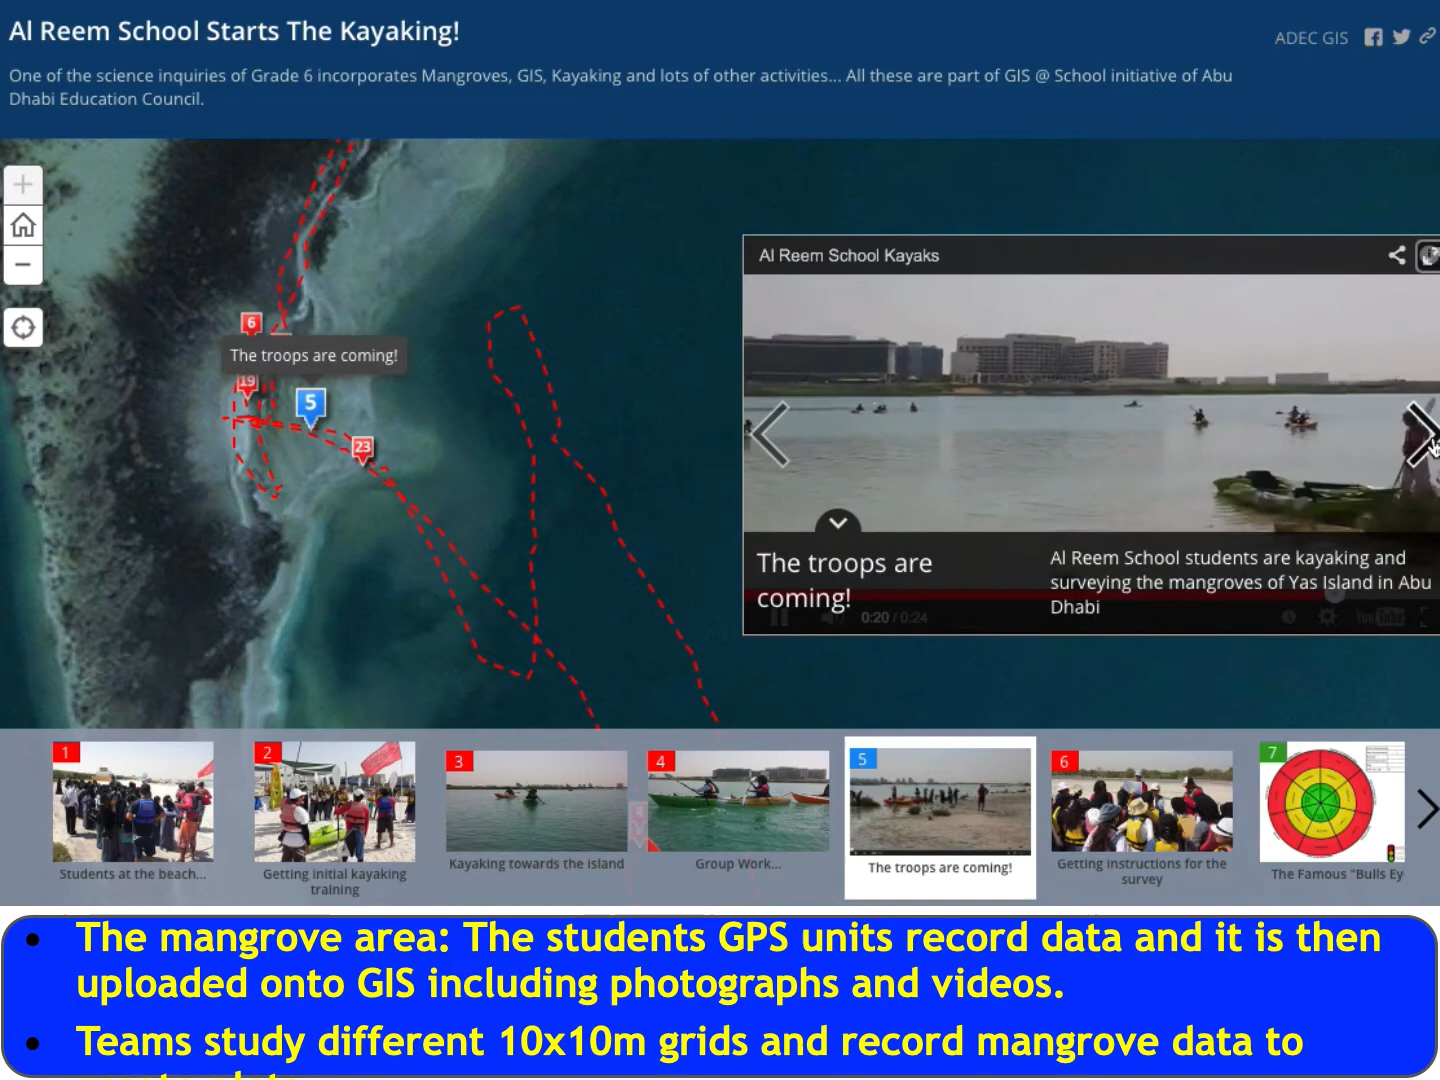 Al Reem School Starts The Kayaking!
ADEC GIS
One of the science inquiries of Grade 6 incorporates Mangroves, GIS, Kayaking and lots of other activities... All these are part of GIS @ School initiative of Abu
Dhabi Education Council.
6
The troops are coming!
19
5
23
Al Reem School Kayaks
The troops are
coming!
Al Reem School students are kayaking and
surveying the mangroves of Yas Island in Abu
Dhabi
0:20 / 0:24
YouTube
1
Students at the beach...
2
Getting initial kayaking
training
3
Kayaking towards the island
4
4
Group Work...
5
The troops are coming!
6
Getting instructions for the
survey
7
The Famous "Bulls Ey
• The mangrove area: The students GPS units record data and it is then
uploaded onto GIS including photographs and videos.
• Teams study different 10x10m grids and record mangrove data to